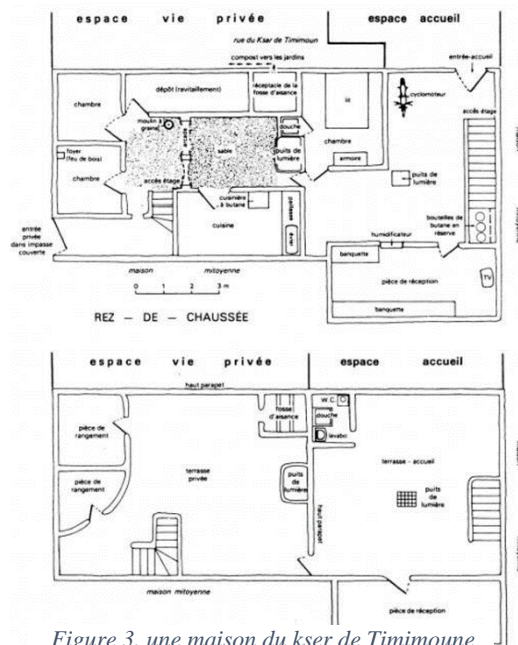 espace vie privée
espace accueil
rue du Ksar de Timimoun
compost vers les jardins
entrée-accueil
chambre
dépôt (ravitaillement)
réceptacle de la
fosse d'aisance
lit
cyclomoteur
moulin à
grains
douche
accès étage
foyer
(feu de bois)
sable
puits de
lumière
chambre
armoire
chambre
accès étage
puits de
lumière
cuisinière
à butane
paillasse
évier
cuisine
bouteilles de
butane en
réserve
entrée
privée
dans impasse
couverte
humidificateur
banquette
maison mitoyenne
pièce de réception
TV
0 1 2 3 m
banquette
REZ – DE – CHAUSSÉE
espace vie privée
espace accueil
haut parapet
W.C.
fosse
d'aisance
douche
pièce de
rangement
lavabo
terrasse
privée
terrasse - accueil
pièce de
rangement
puits
de
lumière
puits
de
lumière
haut parapet
maison mitoyenne
pièce de réception
Figure 3. une maison du kser de Timimoune